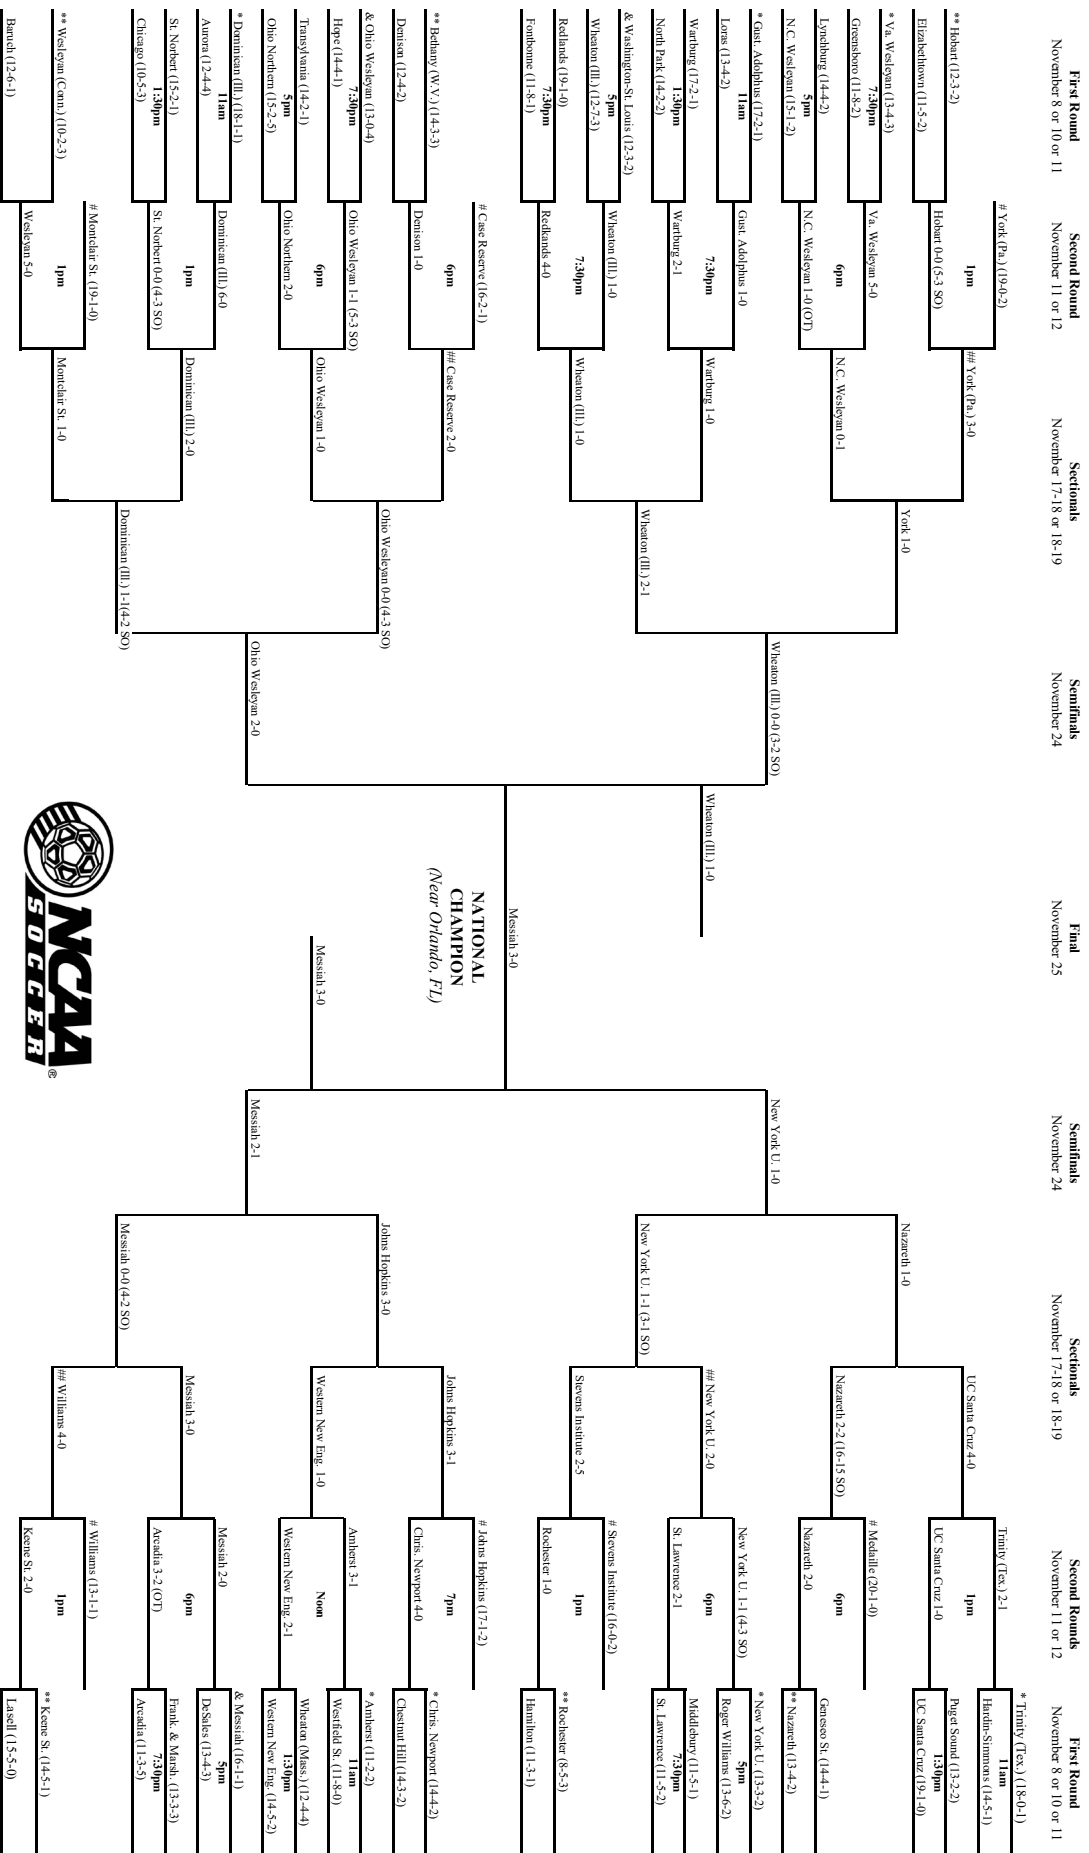 First Round
November 8 or 10 or 11
Second Round
November 11 or 12
Sectionals
November 17-18 or 18-19
Semifinals
November 24
Final
November 25
Semifinals
November 24
Sectionals
November 17-18 or 18-19
Second Rounds
November 11 or 12
First Round
November 8 or 10 or 11
** Hobart (12-3-2)
Elizabethtown (11-5-2)
* Va. Wesleyan (13-4-3)
7:30pm
Greensboro (11-8-2)
Lynchburg (14-4-2)
5pm
N.C. Wesleyan (15-1-2)
* Gust. Adolphus (17-2-1)
11am
Loras (13-4-2)
Wartburg (17-2-1)
1:30pm
North Park (14-2-2)
& Washington-St. Louis (12-3-2)
5pm
Wheaton (Ill.) (12-7-3)
Redlands (19-1-0)
7:30pm
Fontbonne (11-8-1)
** Bethany (W.V.) (14-3-3)
Denison (12-4-2)
& Ohio Wesleyan (13-0-4)
7:30pm
Hope (14-4-1)
Transylvania (14-2-1)
5pm
Ohio Northern (15-2-5)
* Dominican (Ill.) (18-1-1)
11am
Aurora (12-4-4)
St. Norbert (15-2-1)
1:30pm
Chicago (10-5-3)
** Wesleyan (Conn.) (10-2-3)
Baruch (12-6-1)
# York (Pa.) (19-0-2)
1pm
Hobart 0-0 (5-3 SO)
Va. Wesleyan 5-0
6pm
N.C. Wesleyan 1-0 (OT)
Gust. Adolphus 1-0
7:30pm
Wartburg 2-1
Wheaton (Ill.) 1-0
7:30pm
Redkands 4-0
# Case Reserve (16-2-1)
6pm
Denison 1-0
Ohio Wesleyan 1-1 (5-3 SO)
6pm
Ohio Northern 2-0
Dominican (Ill.) 6-0
1pm
St. Norbert 0-0 (4-3 SO)
# Montclair St. (19-1-0)
1pm
Wesleyan 5-0
## York (Pa.) 3-0
N.C. Wesleyan 0-1
Wartburg 1-0
Wheaton (Ill.) 1-0
## Case Reserve 2-0
Ohio Wesleyan 1-0
Dominican (Ill.) 2-0
Montclair St. 1-0
York 1-0
Wheaton (Ill.) 2-1
Ohio Wesleyan 0-0 (4-3 SO)
Dominican (Ill.) 1-1(4-2 SO)
Wheaton (Ill.) 0-0 (3-2 SO)
Ohio Wesleyan 2-0
Wheaton (Ill.) 1-0
Messiah 3-0
NATIONAL
CHAMPION
(Near Orlando, FL)
Messiah 3-0
NCAA
SOCCER
®
New York U. 1-0
Messiah 2-1
Nazareth 1-0
New York U. 1-1 (3-1 SO)
Johns Hopkins 3-0
Messiah 0-0 (4-2 SO)
UC Santa Cruz 4-0
Nazareth 2-2 (16-15 SO)
## New York U. 2-0
Stevens Institute 2-5
Johns Hopkins 3-1
Western New Eng. 1-0
Messiah 3-0
## Williams 4-0
Trinity (Tex.) 2-1
1pm
UC Santa Cruz 1-0
# Medaille (20-1-0)
6pm
Nazareth 2-0
New York U. 1-1 (4-3 SO)
6pm
St. Lawrence 2-1
# Stevens Institute (16-0-2)
1pm
Rochester 1-0
# Johns Hopkins (17-1-2)
7pm
Chris. Newport 4-0
Amherst 3-1
Noon
Western New Eng. 2-1
Messiah 2-0
6pm
Arcadia 3-2 (OT)
# Williams (13-1-1)
1pm
Keene St. 2-0
* Trinity (Tex.) (18-0-1)
11am
Hardin-Simmons (14-5-1)
Puget Sound (13-2-2)
1:30pm
UC Santa Cruz (19-1-0)
Geneseo St. (14-4-1)
** Nazareth (13-4-2)
* New York U. (13-3-2)
5pm
Roger Williams (13-6-2)
Middlebury (11-5-1)
7:30pm
St. Lawrence (11-5-2)
** Rochester (8-5-3)
Hamilton (11-3-1)
* Chris. Newport (14-4-2)
Chestnut Hill (14-3-2)
* Amherst (11-2-2)
11am
Westfield St. (11-8-0)
Wheaton (Mass.) (12-4-4)
1:30pm
Western New Eng. (14-5-2)
& Messiah (16-1-1)
5pm
DeSales (13-4-3)
Frank. & Marsh. (13-3-3)
7:30pm
Arcadia (11-3-5)
** Keene St. (14-5-1)
Lasell (15-5-0)